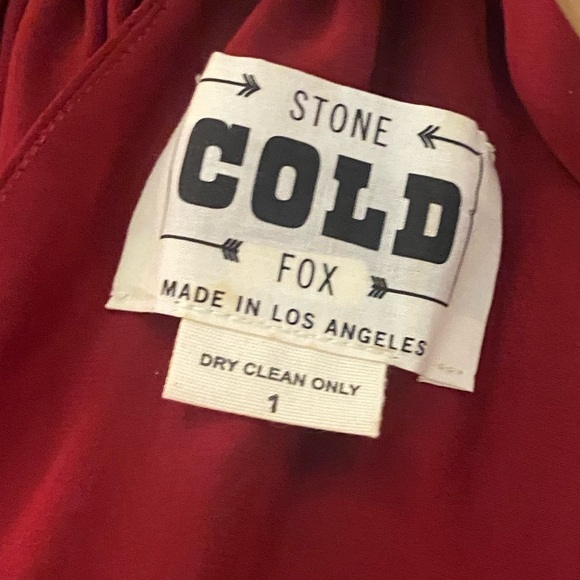 STONE
COLD
FOX
MADE IN LOS ANGELES
DRY CLEAN ONLY
1